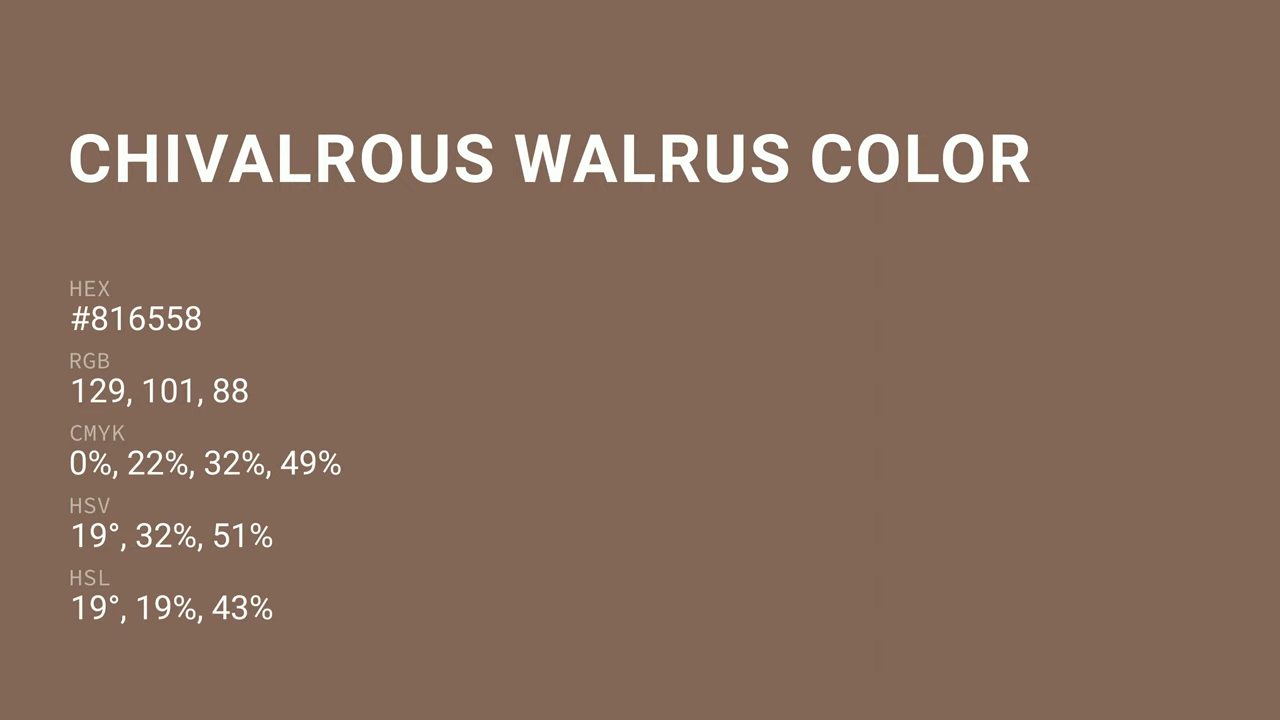 CHIVALROUS WALRUS COLOR
HEX
#816558
RGB
129, 101, 88
CMYK
0%, 22%, 32%, 49%
HSV
19°, 32%, 51%
HSL
19°, 19%, 43%